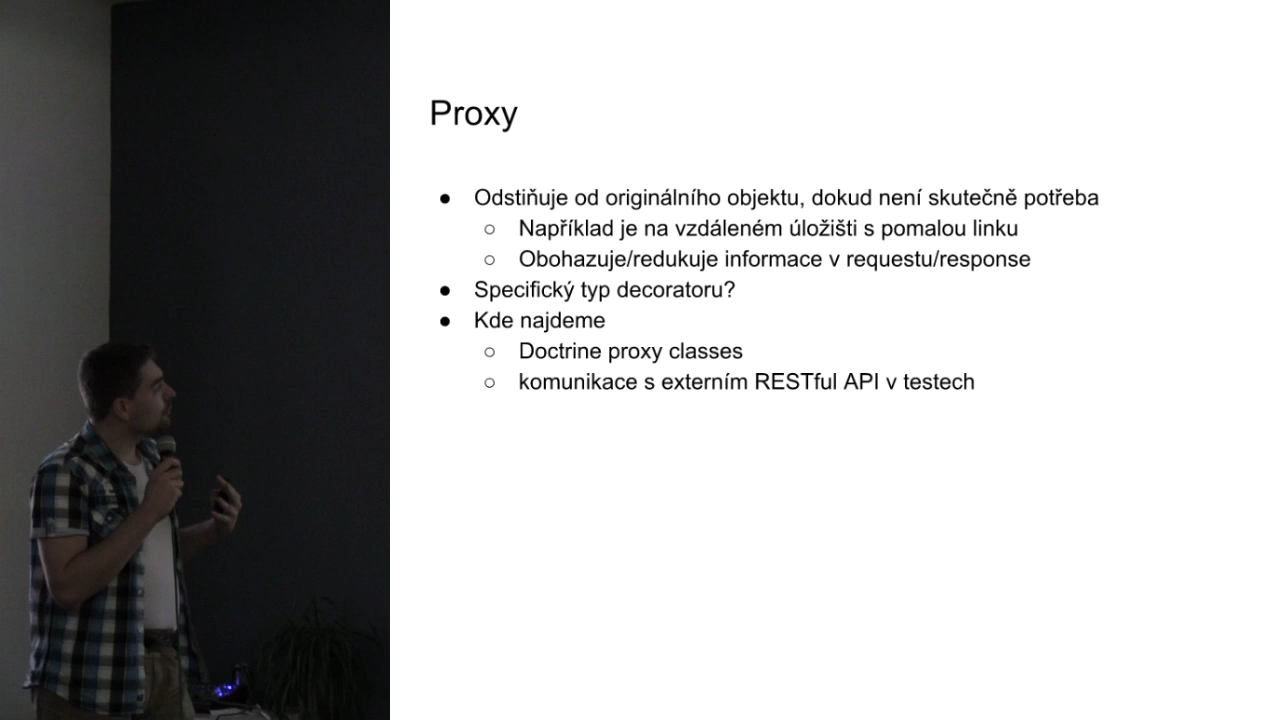 Proxy
● Odstiňuje od originálního objektu, dokud není skutečně potřeba
○ Například je na vzdáleném úložišti s pomalou linku
○ Obohazuje/redukuje informace v requestu/response
● Specifický typ decoratoru?
● Kde najdeme
○ Doctrine proxy classes
○ komunikace s externím RESTful API v testech